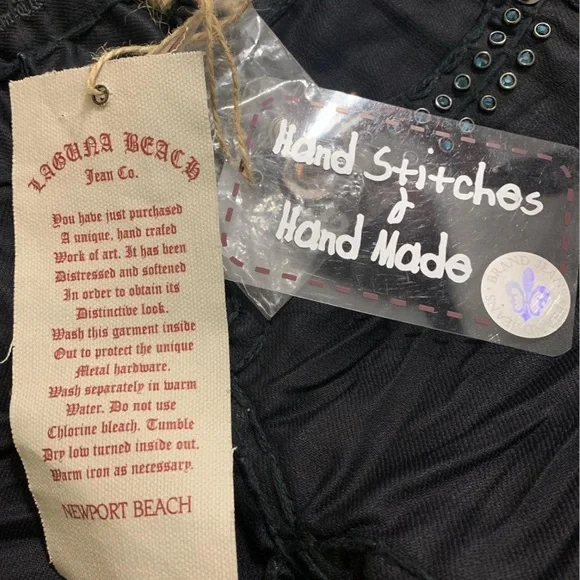 LAGUNA BEACH
Jean Co.
You have just purchased
A unique, hand crafed
Work of art. It has been
Distressed and softened
In order to obtain its
Distinctive look.
Wash this garment inside
Out to protect the unique
Metal hardware.
Wash separately in warm
Water. Do not use
Chlorine bleach. Tumble
Dry low turned inside out.
Warm iron as necessary.
NEWPORT BEACH
Hand Stitches
&
Hand Made
BRAND
JEANS